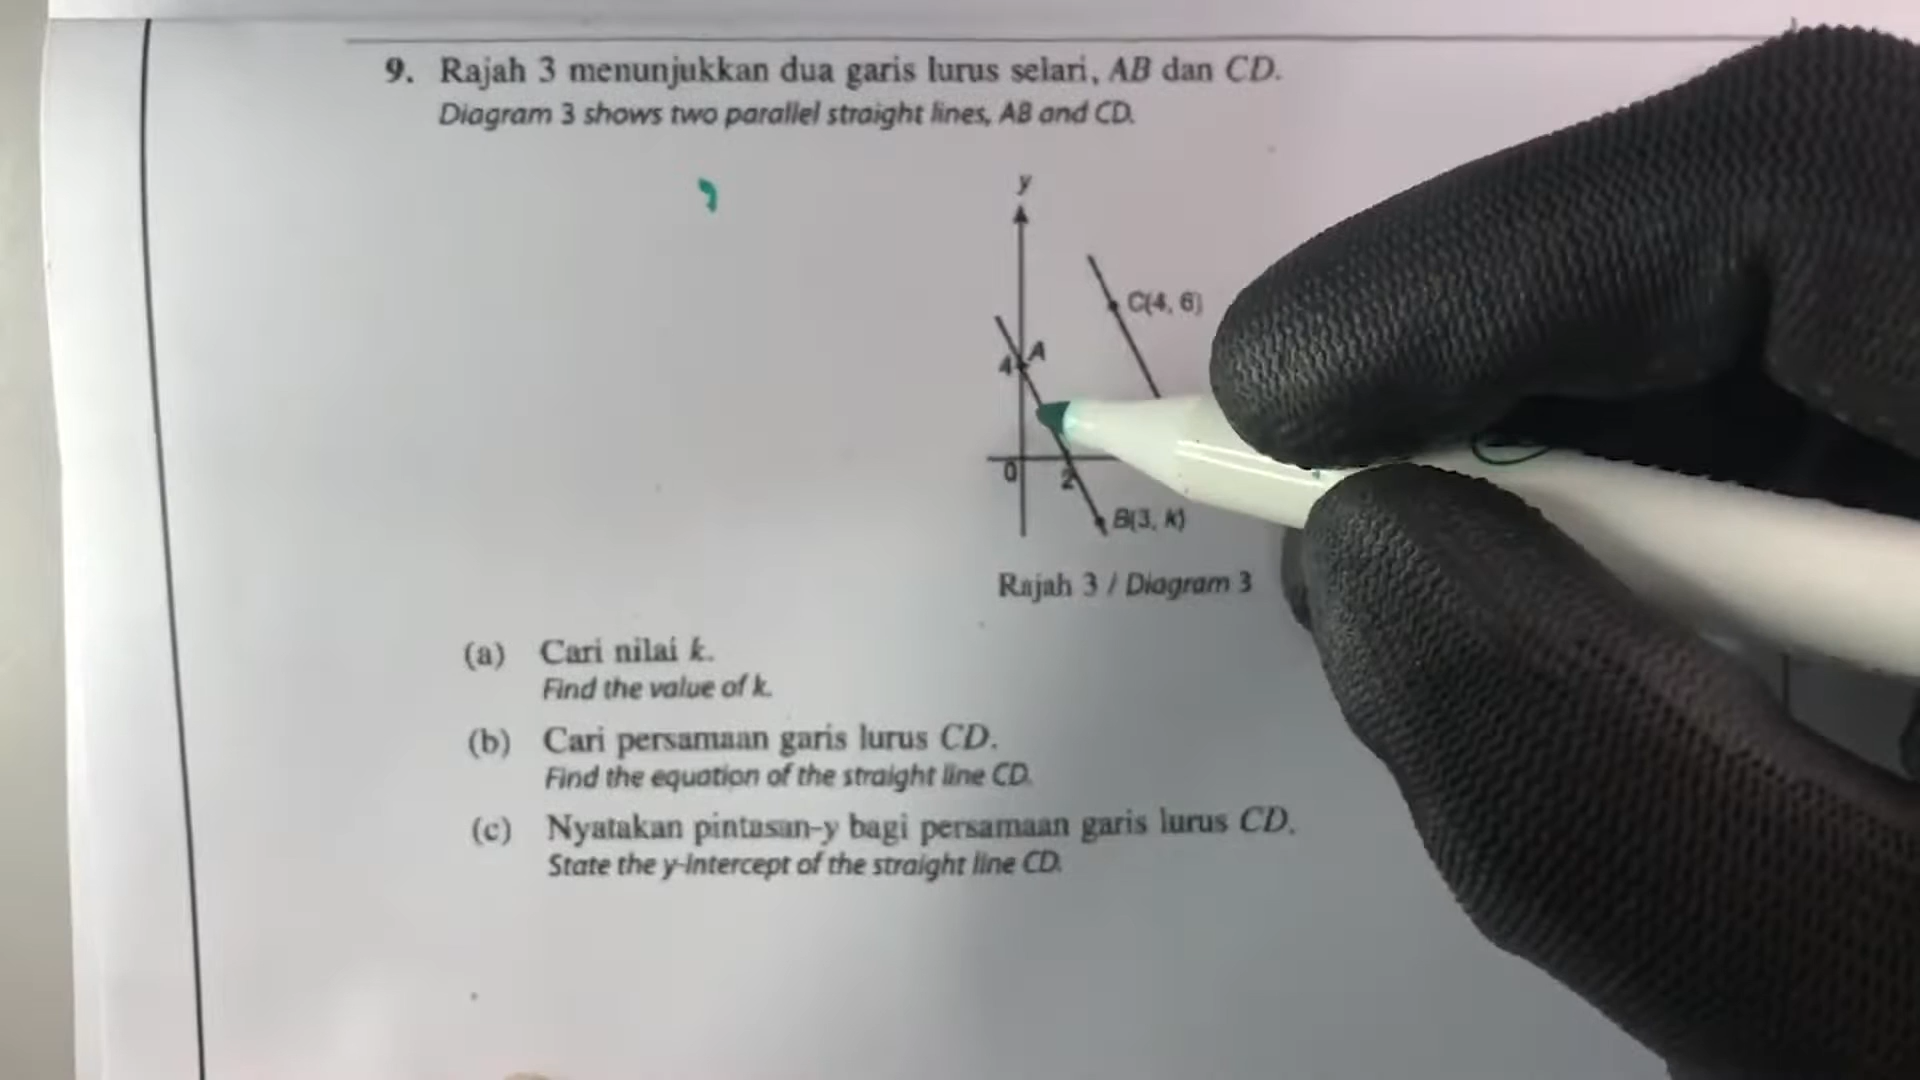 9. Rajah 3 menunjukkan dua garis lurus selari, AB dan CD.
Diagram 3 shows two parallel straight lines, AB and CD.
y
C(4, 6)
A
4
0
2
B(3, k)
Rajah 3 / Diagram 3
(a) Cari nilai k.
Find the value of k.
(b) Cari persamaan garis lurus CD.
Find the equation of the straight line CD.
(c) Nyatakan pintasan-y bagi persamaan garis lurus CD.
State the y-intercept of the straight line CD.